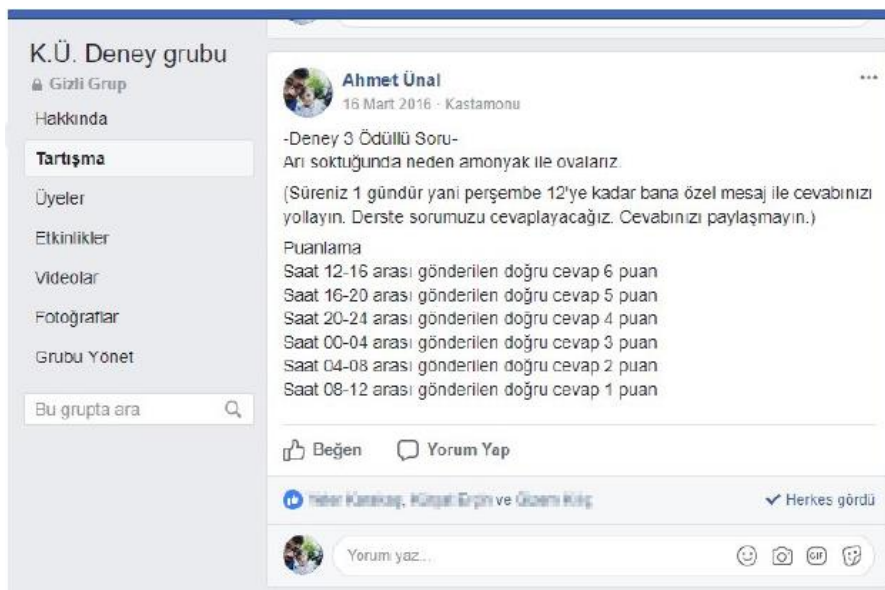 K.Ü. Deney grubu
Gizli Grup
Hakkında
Tartışma
Üyeler
Etkinlikler
Videolar
Fotoğraflar
Grubu Yönet
Bu grupta ara
Ahmet Ünal
16 Mart 2016 · Kastamonu
-Deney 3 Ödüllü Soru-
Arı soktuğunda neden amonyak ile ovalarız.
(Süreniz 1 gündür yani perşembe 12'ye kadar bana özel mesaj ile cevabınızı
yollayın. Derste sorumuzu cevaplayacağız. Cevabınızı paylaşmayın.)
Puanlama
Saat 12-16 arası gönderilen doğru cevap 6 puan
Saat 16-20 arası gönderilen doğru cevap 5 puan
Saat 20-24 arası gönderilen doğru cevap 4 puan
Saat 00-04 arası gönderilen doğru cevap 3 puan
Saat 04-08 arası gönderilen doğru cevap 2 puan
Saat 08-12 arası gönderilen doğru cevap 1 puan
Beğen Yorum Yap
ve
Herkes gördü
Yorum yaz...
GIF